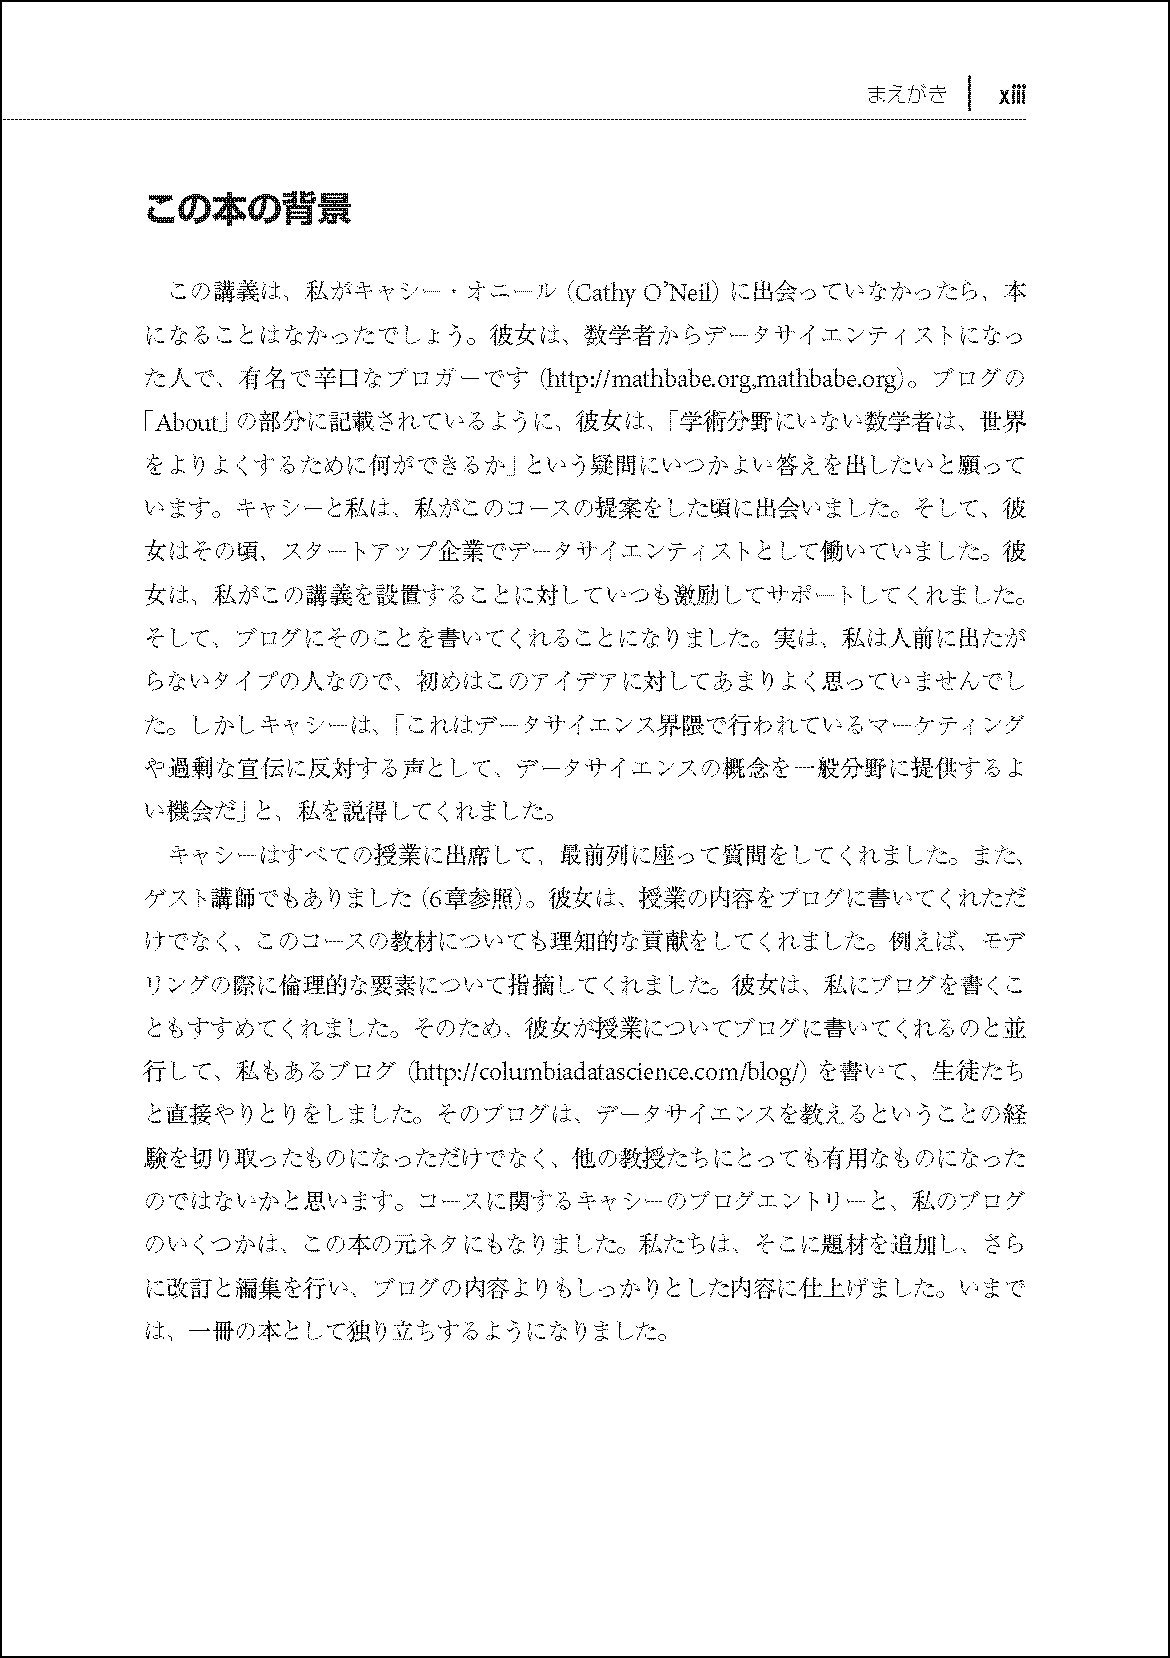 まえがき | xiii
この本の背景
この講義は、私がキャシー・オニール（Cathy O'Neil）に出会っていなかったら、本
になることはなかったでしょう。彼女は、数学者からデータサイエンティストになっ
た人で、有名で辛口なブロガーです（http://mathbabe.org,mathbabe.org）。ブログの
「About」の部分に記載されているように、彼女は、「学術分野にいない数学者は、世界
をよりよくするために何ができるか」という疑問にいつかよい答えを出したいと願って
います。キャシーと私は、私がこのコースの提案をした頃に出会いました。そして、彼
女はその頃、スタートアップ企業でデータサイエンティストとして働いていました。彼
女は、私がこの講義を設置することに対していつも激励してサポートしてくれました。
そして、ブログにそのことを書いてくれることになりました。実は、私は人前に出たが
らないタイプの人なので、初めはこのアイデアに対してあまりよく思っていませんでし
た。しかしキャシーは、「これはデータサイエンス界隈で行われているマーケティング
や過剰な宣伝に反対する声として、データサイエンスの概念を一般分野に提供するよ
い機会だ」と、私を説得してくれました。
キャシーはすべての授業に出席して、最前列に座って質問をしてくれました。また、
ゲスト講師でもありました（6章参照）。彼女は、授業の内容をブログに書いてくれただ
けでなく、このコースの教材についても理知的な貢献をしてくれました。例えば、モデ
リングの際に倫理的な要素について指摘してくれました。彼女は、私にブログを書くこ
ともすすめてくれました。そのため、彼女が授業についてブログに書いてくれるのと並
行して、私もあるブログ（http://columbiadatascience.com/blog/）を書いて、生徒たち
と直接やりとりをしました。そのブログは、データサイエンスを教えるということの経
験を切り取ったものになっただけでなく、他の教授たちにとっても有用なものになった
のではないかと思います。コースに関するキャシーのブログエントリーと、私のブログ
のいくつかは、この本の元ネタにもなりました。私たちは、そこに題材を追加し、さら
に改訂と編集を行い、ブログの内容よりもしっかりとした内容に仕上げました。いまで
は、一冊の本として独り立ちするようになりました。